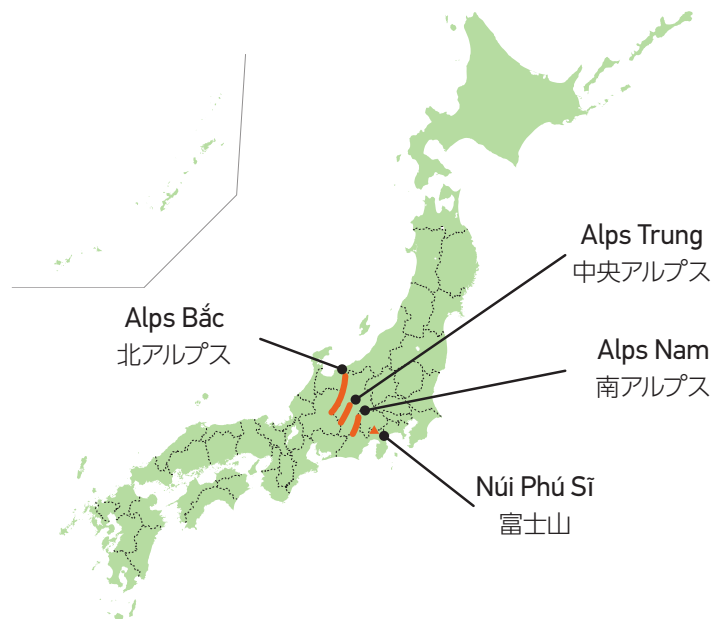 Alps Trung
中央アルプス
Alps Bắc
北アルプス
Alps Nam
南アルプス
Núi Phú Sĩ
富士山